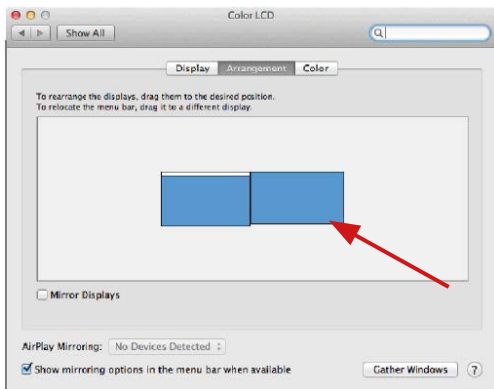 Color LCD
Show All
Display Arrangement Color
To rearrange the displays, drag them to the desired position.
To relocate the menu bar, drag it to a different display.
Mirror Displays
AirPlay Mirroring: No Devices Detected
Show mirroring options in the menu bar when available
Gather Windows ?